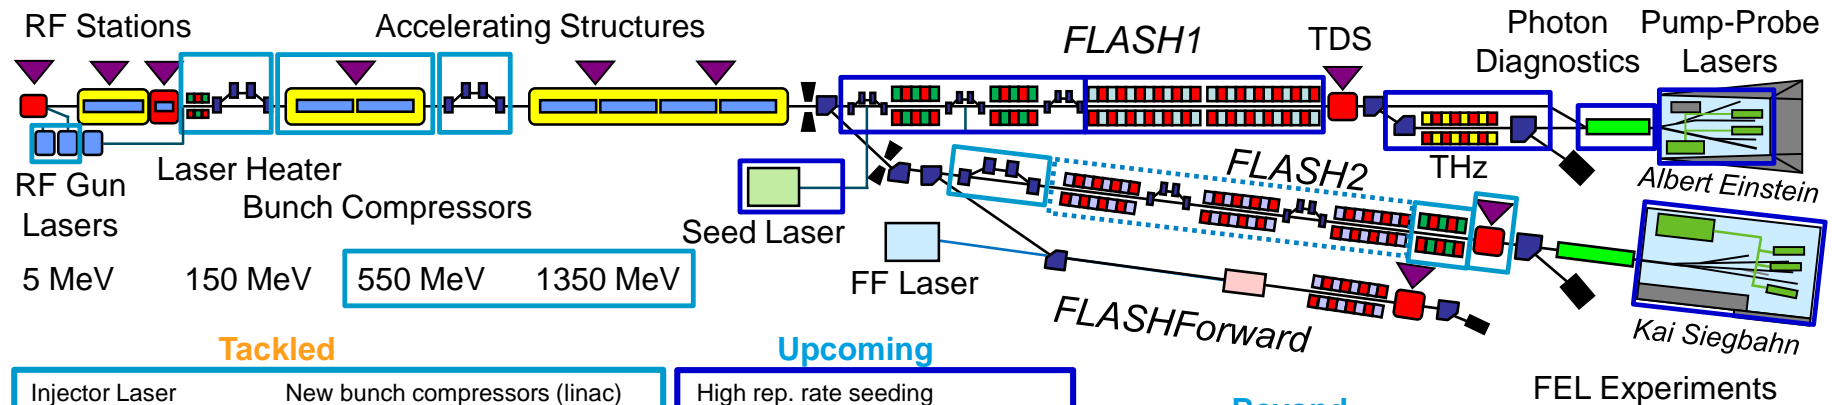 RF Stations
Accelerating Structures
FLASH1
TDS
Photon
Diagnostics
Pump-Probe
Lasers
RF Gun
Lasers
Laser Heater
Bunch Compressors
Seed Laser
FF Laser
FLASH2
THz
Albert Einstein
FLASHForward
Kai Siegbahn
5 MeV
150 MeV
550 MeV
1350 MeV
FEL Experiments
Tackled
Upcoming
Beyond
Injector Laser
New bunch compressors (linac)
High rep. rate seeding